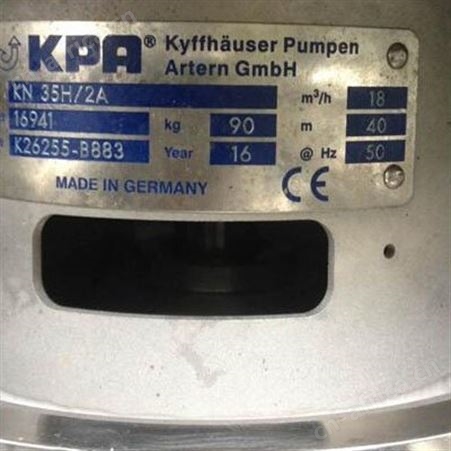 KPA® Kyffhäuser Pumpen
Artern GmbH
KN 35H/2A m³/h 18
16941 kg 90 m 40
K26255-B883 Year 16 @ Hz 50
MADE IN GERMANY CE